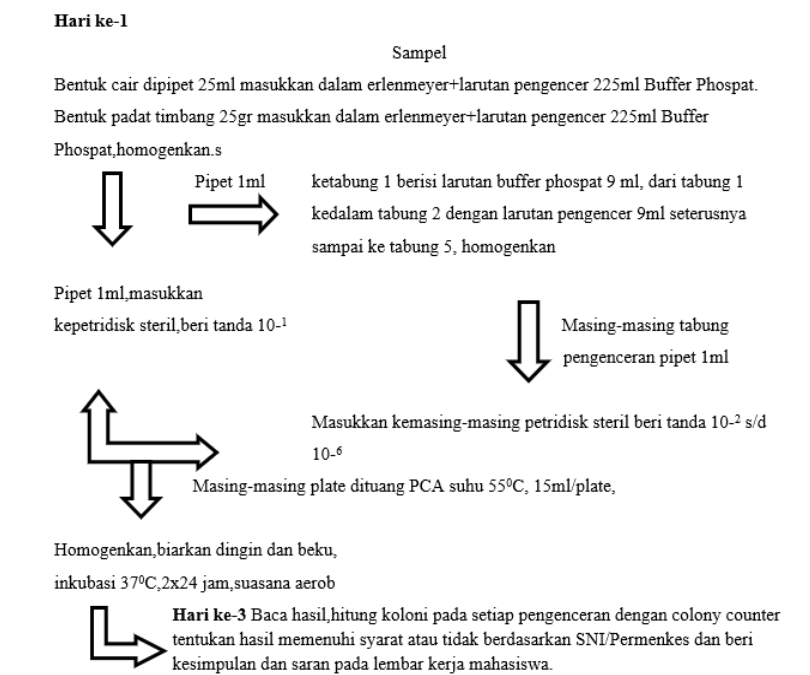 Hari ke-1
Sampel
Bentuk cair dipipet 25ml masukkan dalam erlenmeyer+larutan pengencer 225ml Buffer Phospat.
Bentuk padat timbang 25gr masukkan dalam erlenmeyer+larutan pengencer 225ml Buffer
Phospat,homogenkan.s
Pipet 1ml
ketabung 1 berisi larutan buffer phospat 9 ml, dari tabung 1
kedalam tabung 2 dengan larutan pengencer 9ml seterusnya
sampai ke tabung 5, homogenkan
Pipet 1ml,masukkan
kepetridisk steril,beri tanda 10-¹
Masing-masing tabung
pengenceran pipet 1ml
Masukkan kemasing-masing petridisk steril beri tanda 10-² s/d
10-⁶
Masing-masing plate dituang PCA suhu 55⁰C, 15ml/plate,
Homogenkan,biarkan dingin dan beku,
inkubasi 37⁰C,2x24 jam,suasana aerob
Hari ke-3 Baca hasil,hitung koloni pada setiap pengenceran dengan colony counter
tentukan hasil memenuhi syarat atau tidak berdasarkan SNI/Permenkes dan beri
kesimpulan dan saran pada lembar kerja mahasiswa.